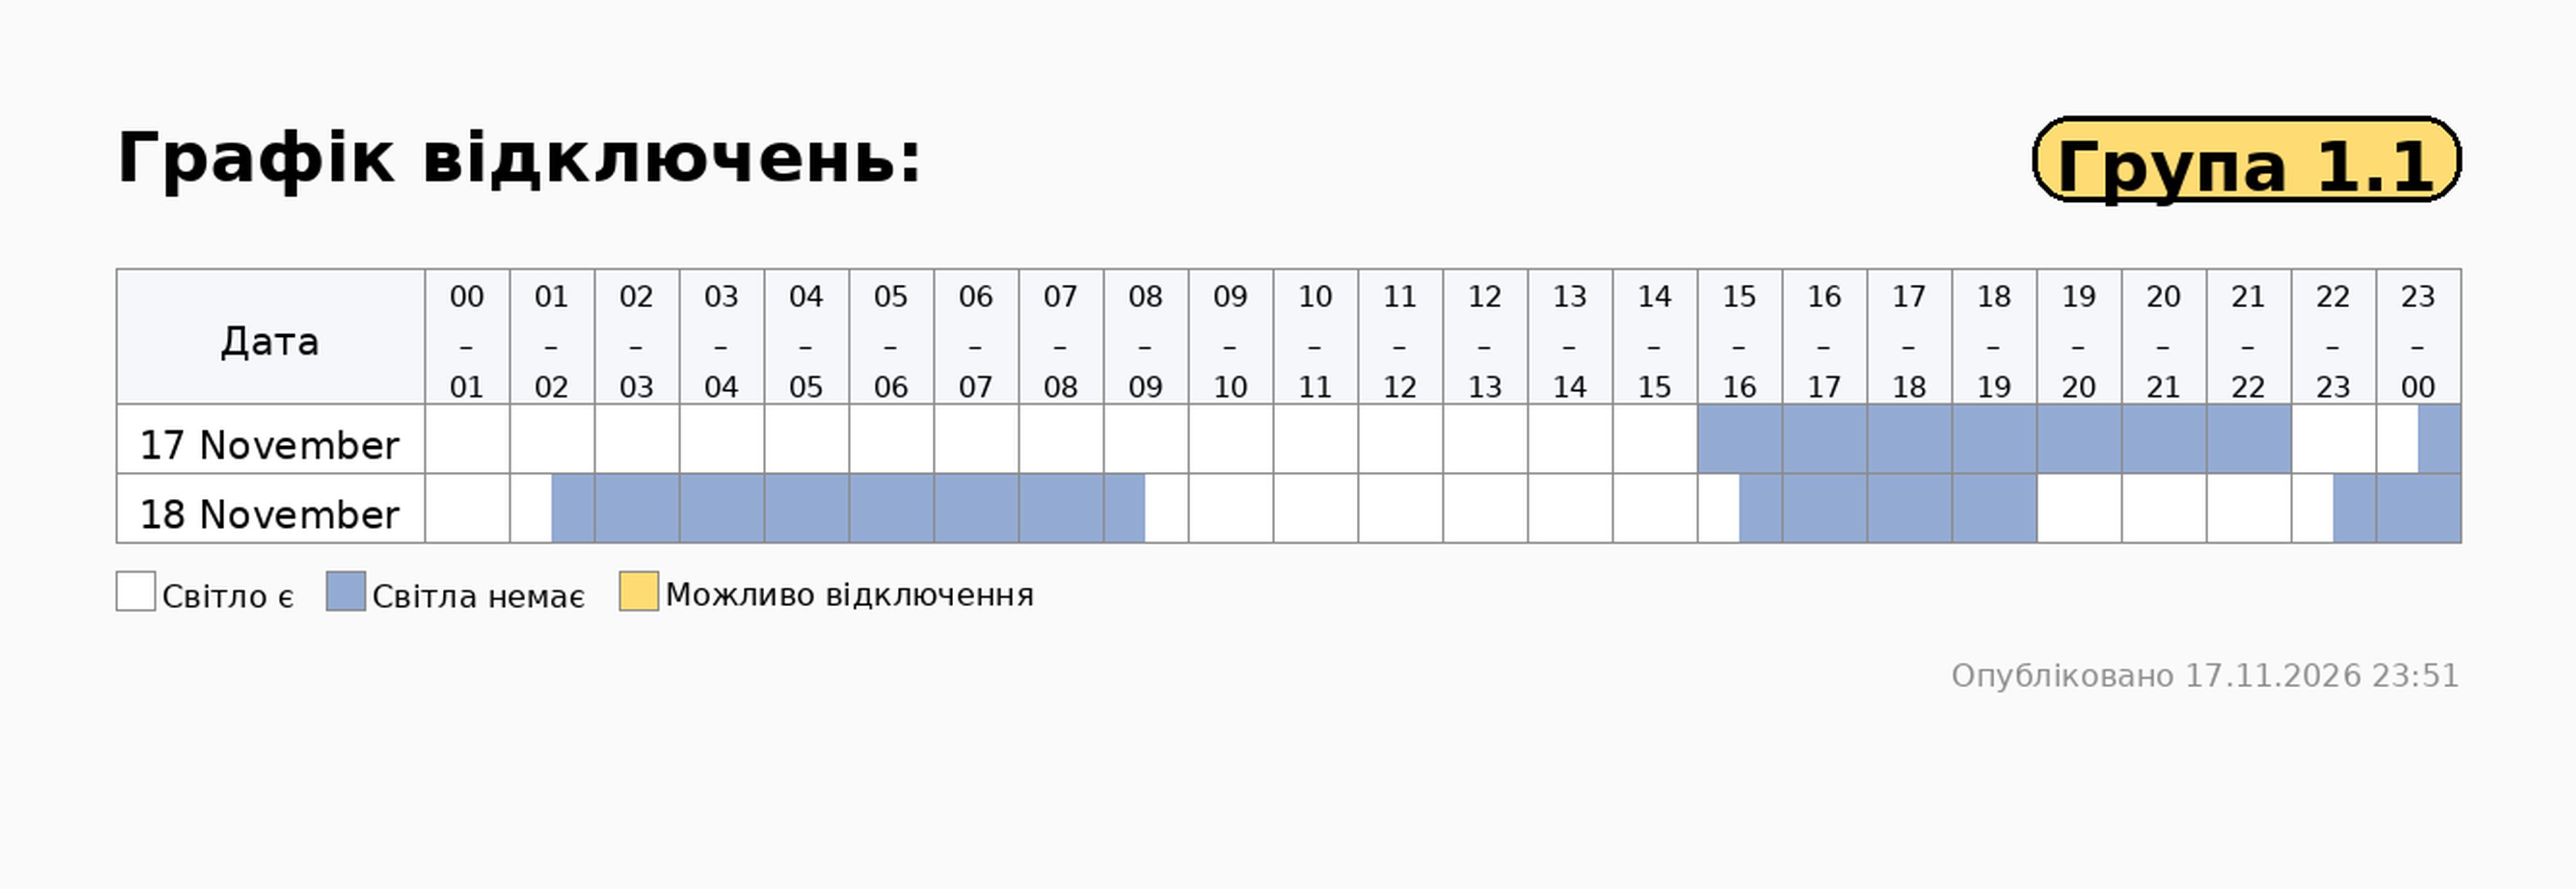 Графік відключень:
Група 1.1
Дата
00 – 01
01 – 02
02 – 03
03 – 04
04 – 05
05 – 06
06 – 07
07 – 08
08 – 09
09 – 10
10 – 11
11 – 12
12 – 13
13 – 14
14 – 15
15 – 16
16 – 17
17 – 18
18 – 19
19 – 20
20 – 21
21 – 22
22 – 23
23 – 00
17 November
18 November
Світло є
Світла немає
Можливо відключення
Опубліковано 17.11.2026 23:51